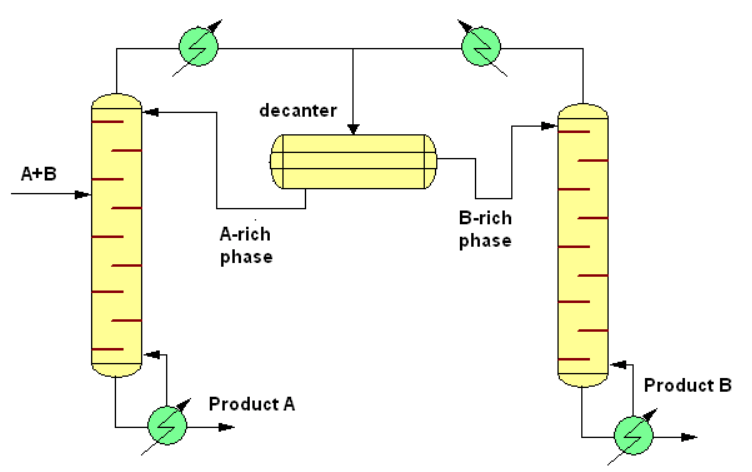 decanter
A+B
A-rich
phase
B-rich
phase
Product A
Product B